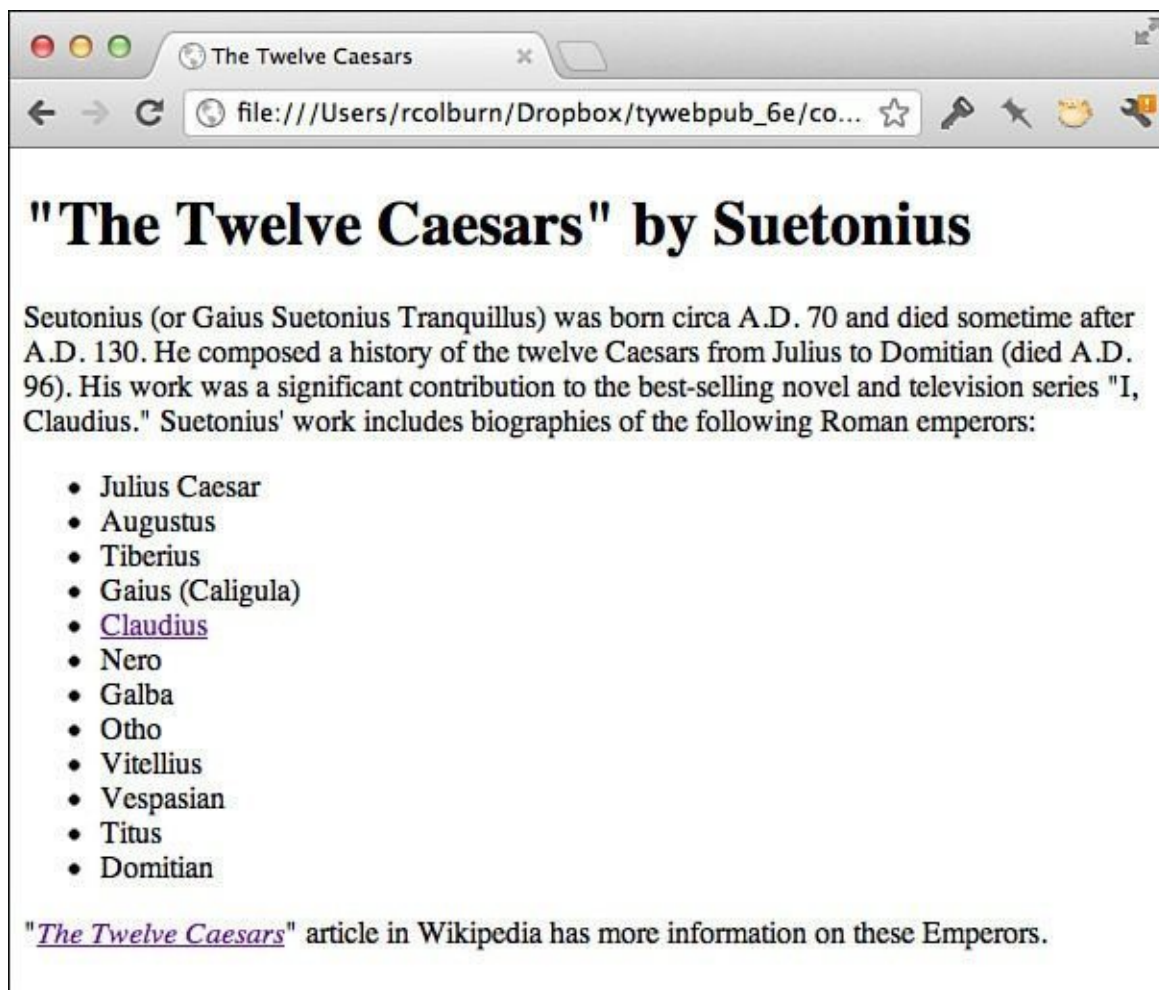 The Twelve Caesars
file:///Users/rcolburn/Dropbox/tywebpub_6e/co...
"The Twelve Caesars" by Suetonius
Seutonius (or Gaius Suetonius Tranquillus) was born circa A.D. 70 and died sometime after
A.D. 130. He composed a history of the twelve Caesars from Julius to Domitian (died A.D.
96). His work was a significant contribution to the best-selling novel and television series "I,
Claudius." Suetonius' work includes biographies of the following Roman emperors:
• Julius Caesar
• Augustus
• Tiberius
• Gaius (Caligula)
• Claudius
• Nero
• Galba
• Otho
• Vitellius
• Vespasian
• Titus
• Domitian
"The Twelve Caesars" article in Wikipedia has more information on these Emperors.